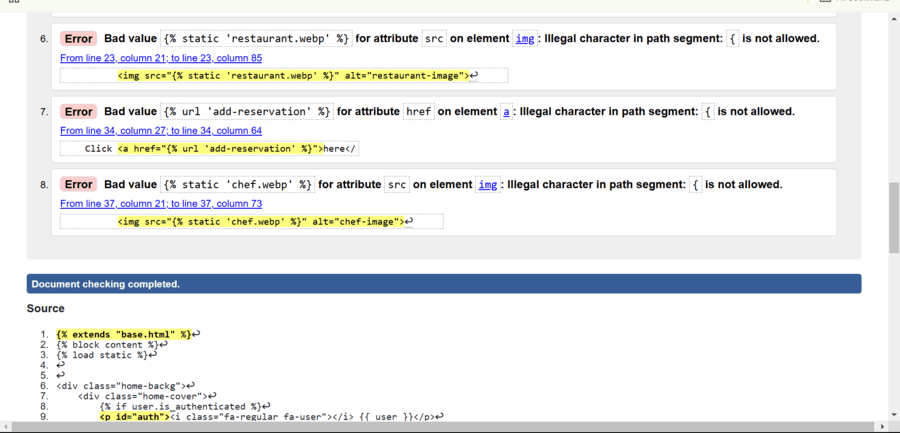 6. Error Bad value {% static 'restaurant.webp' %} for attribute src on element img: Illegal character in path segment: { is not allowed.
From line 23, column 21; to line 23, column 85
<img src="{% static 'restaurant.webp' %}" alt="restaurant-image">↩
7. Error Bad value {% url 'add-reservation' %} for attribute href on element a: Illegal character in path segment: { is not allowed.
From line 34, column 27; to line 34, column 64
Click <a href="{% url 'add-reservation' %}">here</
8. Error Bad value {% static 'chef.webp' %} for attribute src on element img: Illegal character in path segment: { is not allowed.
From line 37, column 21; to line 37, column 73
<img src="{% static 'chef.webp' %}" alt="chef-image">↩
Document checking completed.
Source
1. {% extends "base.html" %}↩
2. {% block content %}↩
3. {% load static %}↩
4. ↩
5. ↩
6. <div class="home-backg">↩
7. <div class="home-cover">↩
8. {% if user.is_authenticated %}↩
9. <p id="auth"><i class="fa-regular fa-user"></i> {{ user }}</p>↩